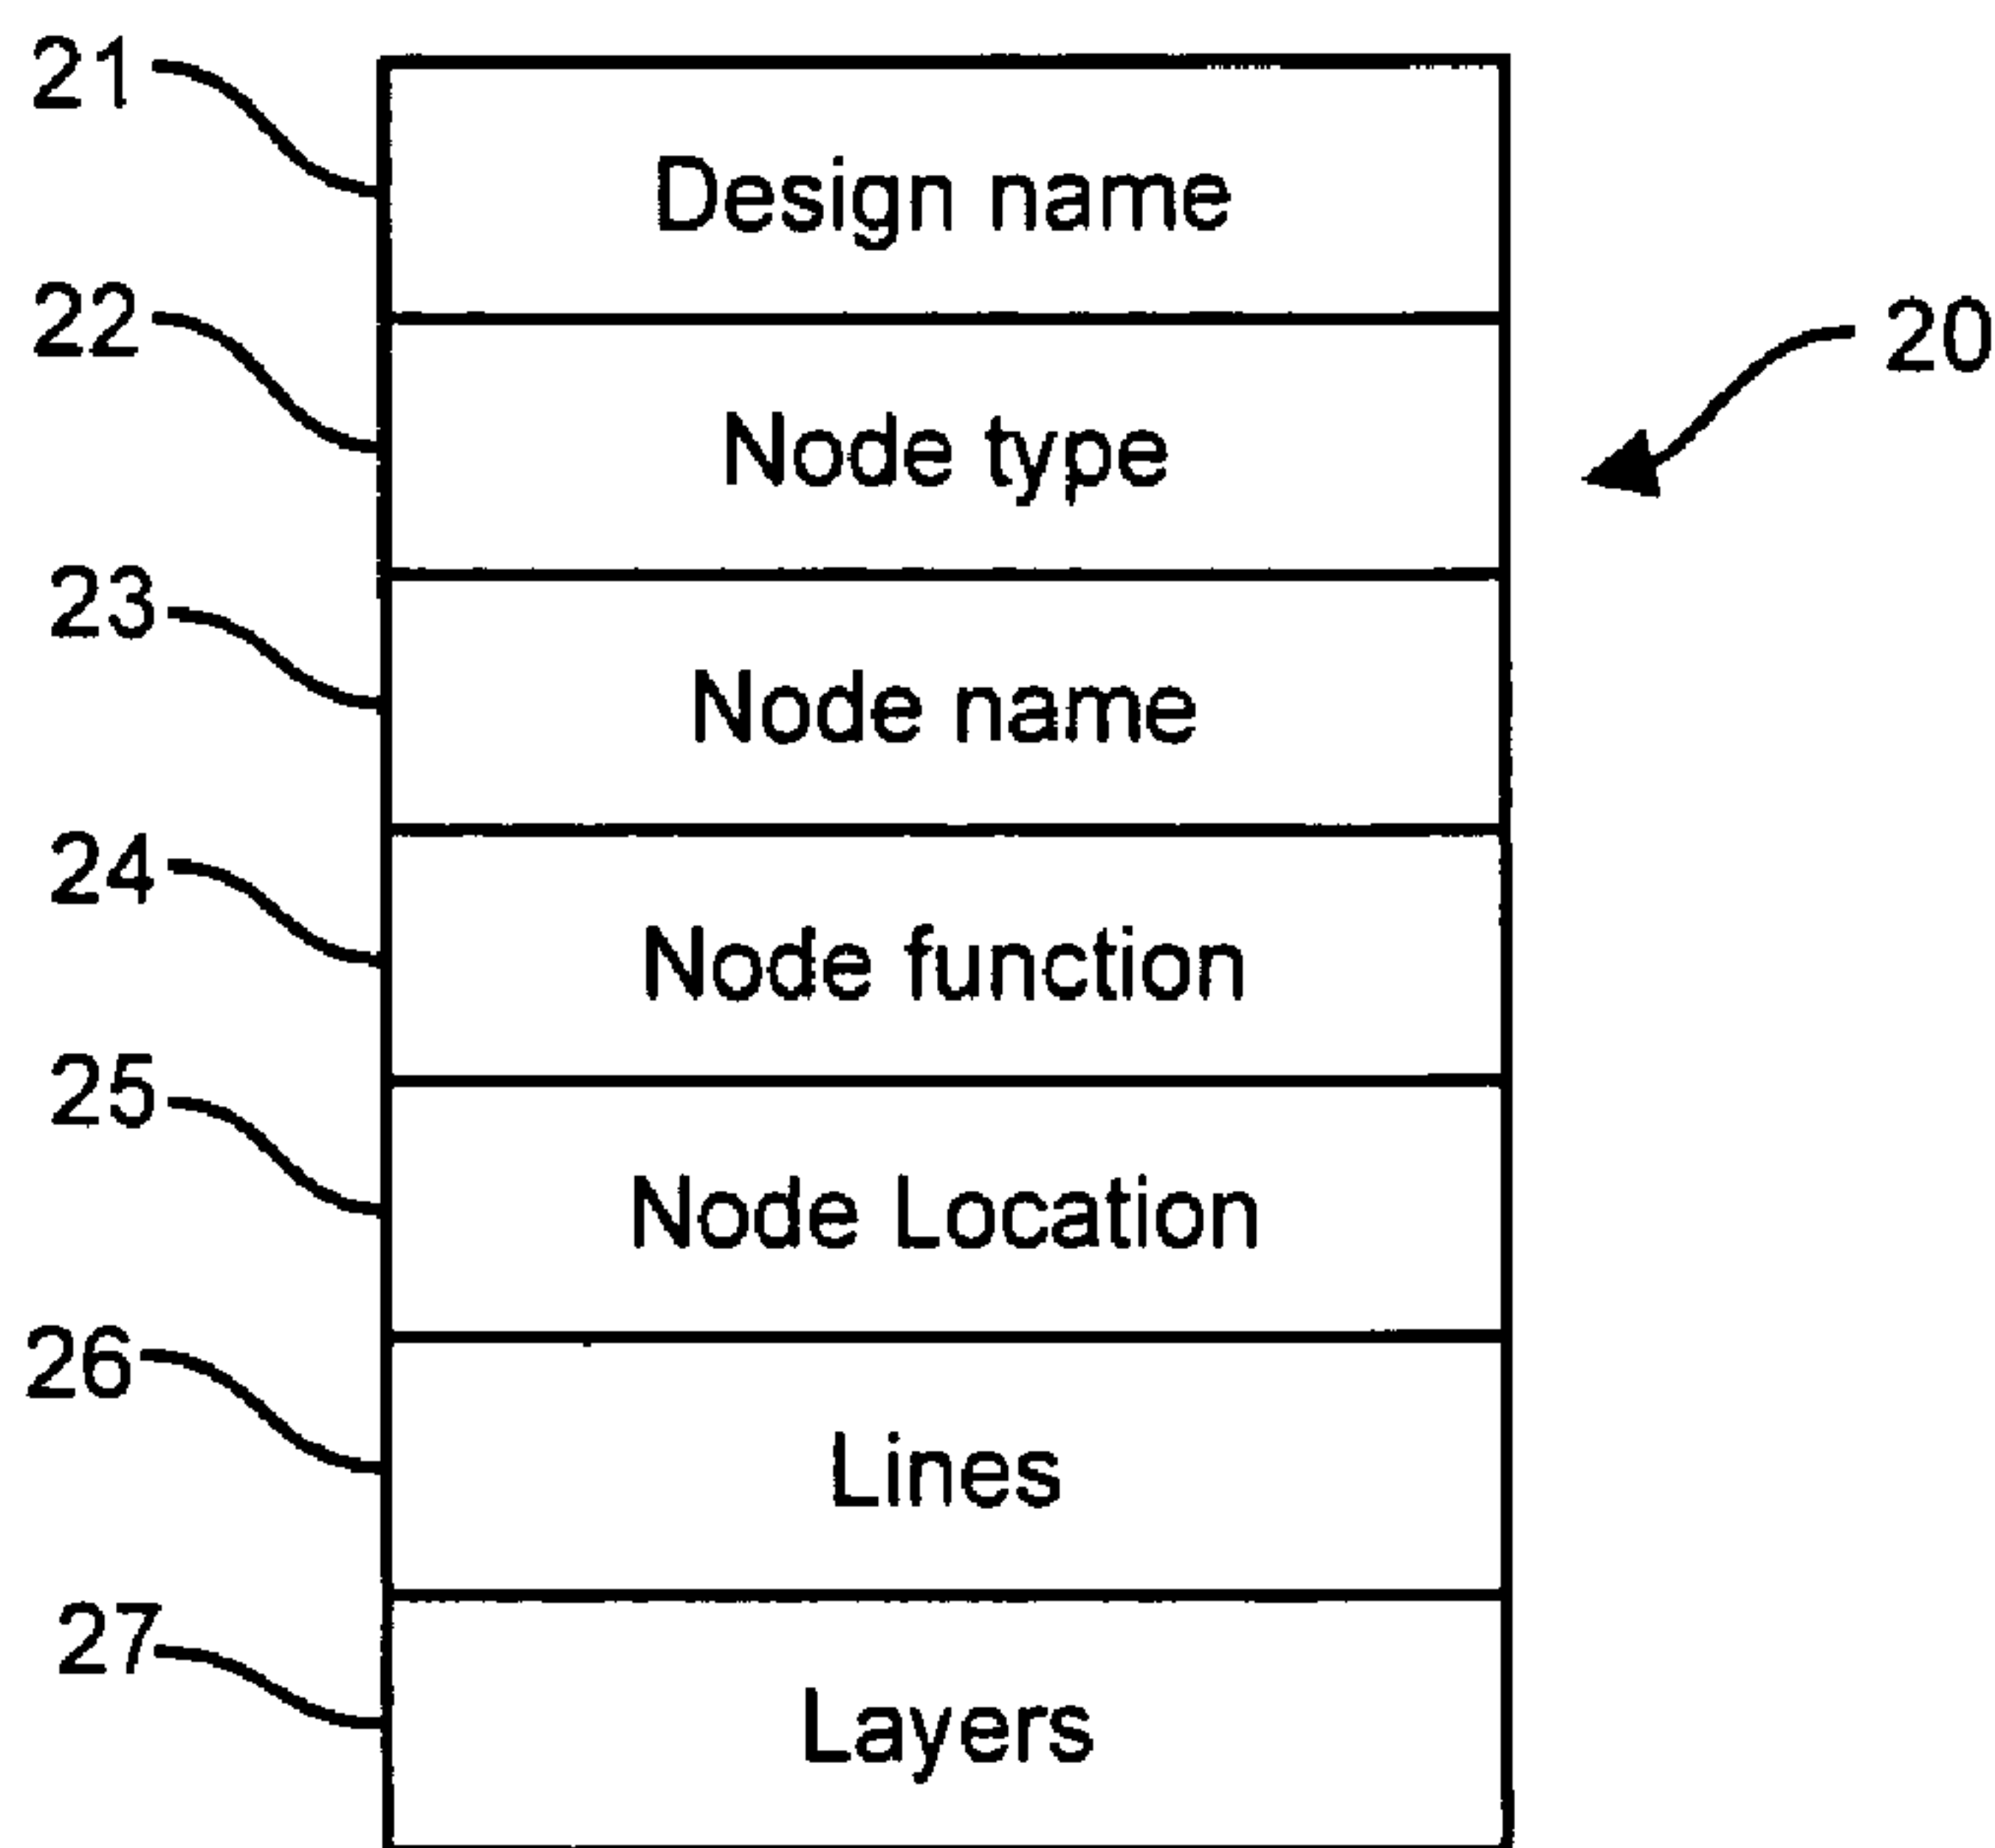 21
Design name
22
20
Node type
23
Node name
24
Node function
25
Node Location
26
Lines
27
Layers